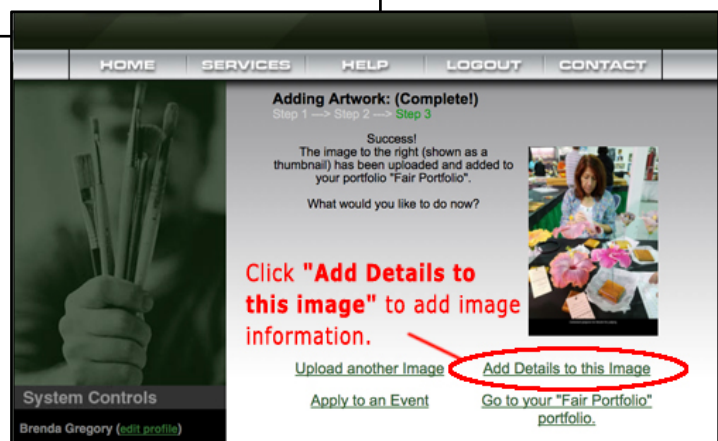 HOME SERVICES HELP LOGOUT CONTACT
Adding Artwork: (Complete!)
Step 1 ---> Step 2 ---> Step 3
Success!
The image to the right (shown as a
thumbnail) has been uploaded and added to
your portfolio "Fair Portfolio".
What would you like to do now?
Click "Add Details to
this image" to add image
information.
Upload another Image Add Details to this Image
Apply to an Event Go to your "Fair Portfolio"
portfolio.
System Controls
Brenda Gregory (edit profile)